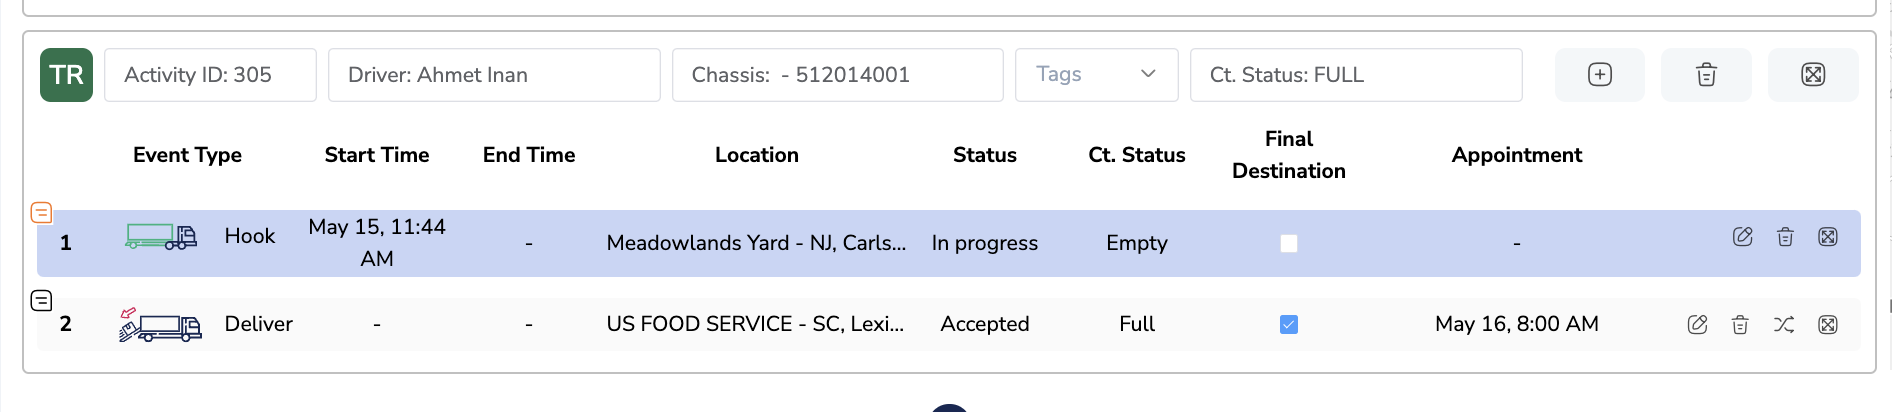 TR
Activity ID: 305
Driver: Ahmet Inan
Chassis:  - 512014001
Tags
Ct. Status: FULL
Event Type
Start Time
End Time
Location
Status
Ct. Status
Final
Destination
Appointment
1
Hook
May 15, 11:44
AM
-
Meadowlands Yard - NJ, Carls...
In progress
Empty
-
2
Deliver
-
-
US FOOD SERVICE - SC, Lexi...
Accepted
Full
May 16, 8:00 AM